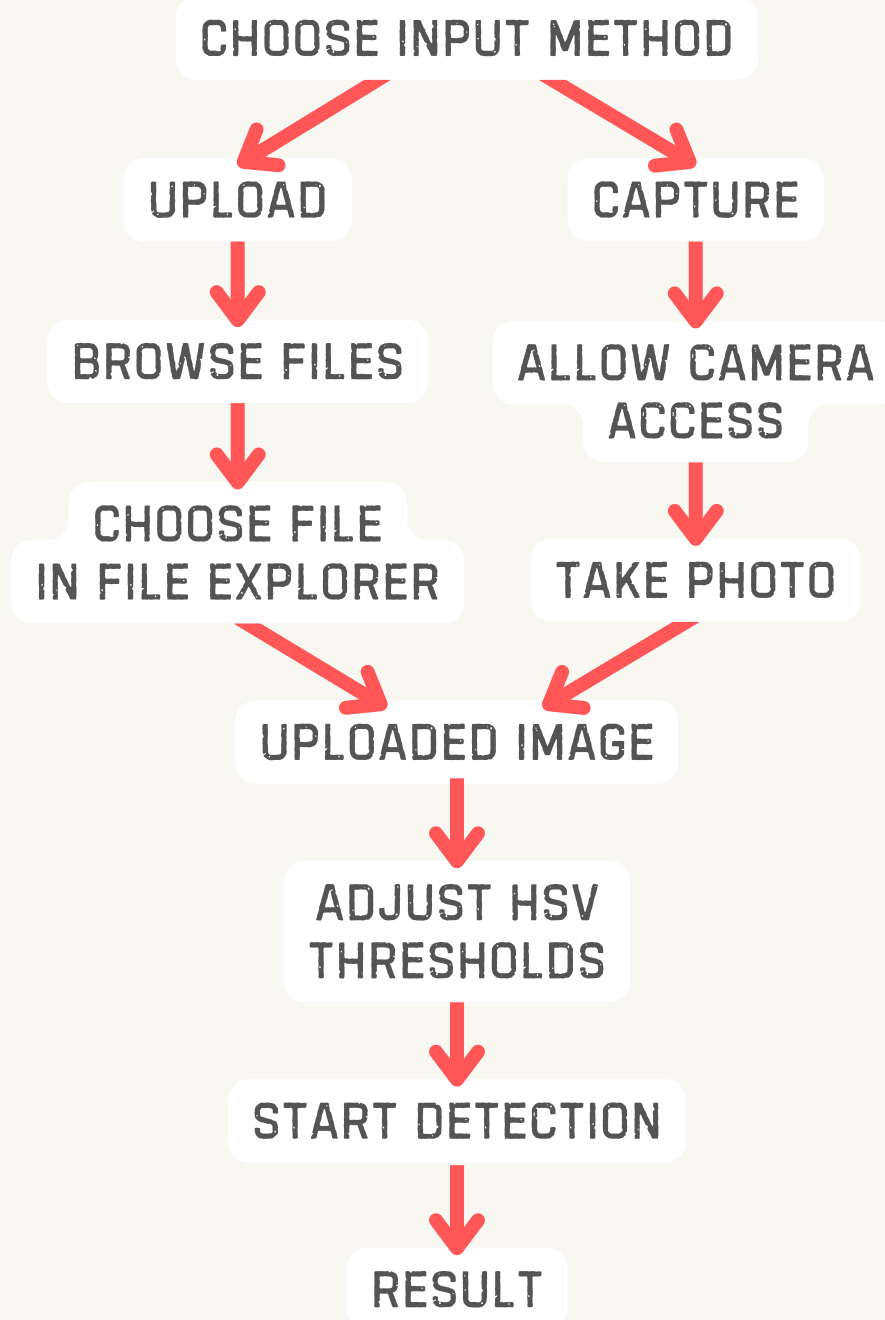 CHOOSE INPUT METHOD
UPLOAD
CAPTURE
BROWSE FILES
ALLOW CAMERA
ACCESS
CHOOSE FILE
IN FILE EXPLORER
TAKE PHOTO
UPLOADED IMAGE
ADJUST HSV
THRESHOLDS
START DETECTION
RESULT